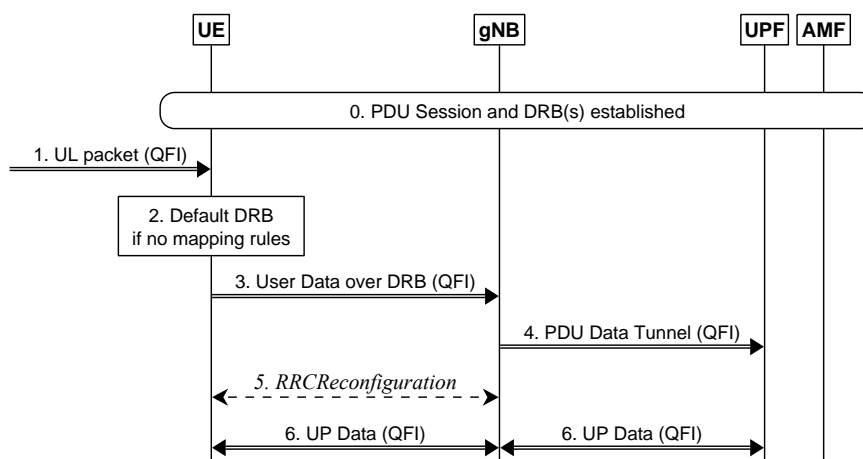 UE gNB UPF AMF
0. PDU Session and DRB(s) established
1. UL packet (QFI)
2. Default DRB
if no mapping rules
3. User Data over DRB (QFI)
4. PDU Data Tunnel (QFI)
5. RRCReconfiguration
6. UP Data (QFI) 6. UP Data (QFI)